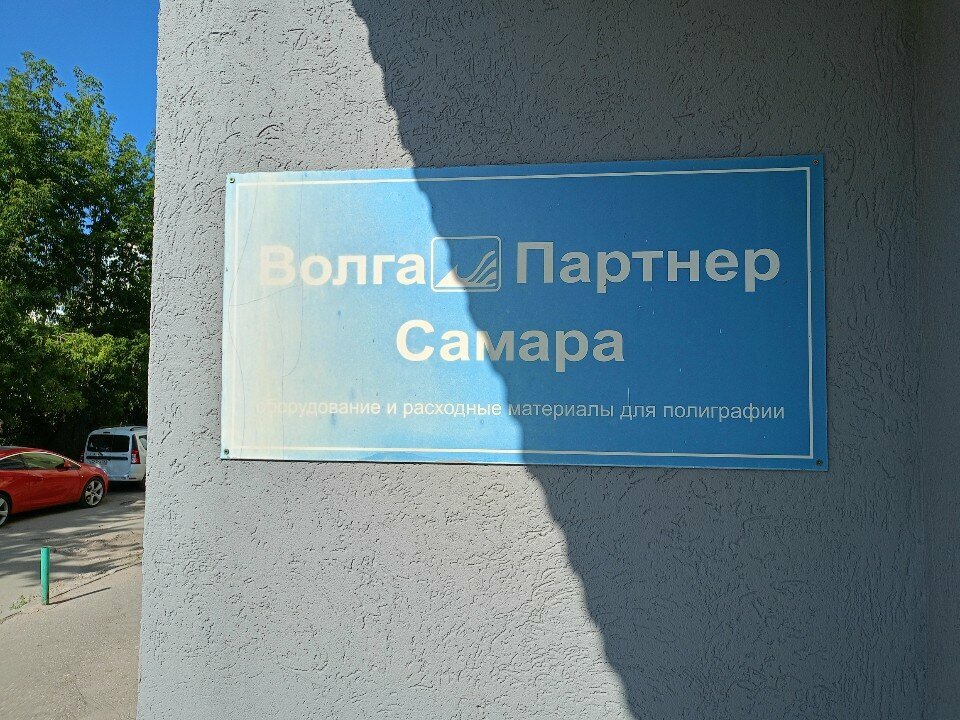 Волга Партнер
Самара
оборудование и расходные материалы для полиграфии